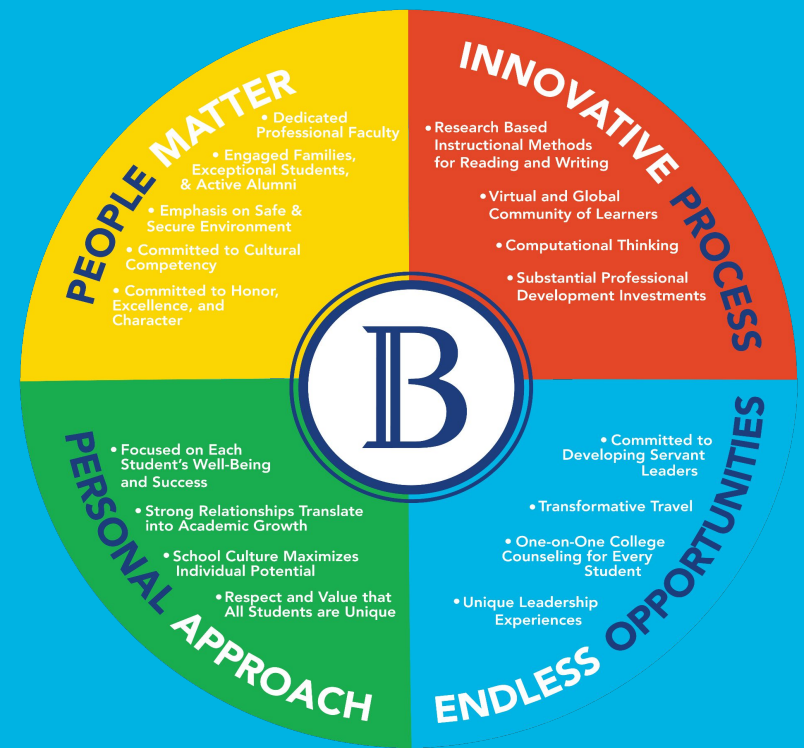 PEOPLE MATTER
• Dedicated
Professional Faculty
• Engaged Families,
Exceptional Students,
& Active Alumni
• Emphasis on Safe &
Secure Environment
• Committed to Cultural
Competency
• Committed to Honor,
Excellence, and
Character
INNOVATIVE PROCESS
• Research Based
Instructional Methods
for Reading and Writing
• Virtual and Global
Community of Learners
• Computational Thinking
• Substantial Professional
Development Investments
B
PERSONAL APPROACH
• Focused on Each
Student's Well-Being
and Success
• Strong Relationships Translate
into Academic Growth
• School Culture Maximizes
Individual Potential
• Respect and Value that
All Students are Unique
ENDLESS OPPORTUNITIES
• Committed to
Developing Servant
Leaders
• Transformative Travel
• One-on-One College
Counseling for Every
Student
• Unique Leadership
Experiences